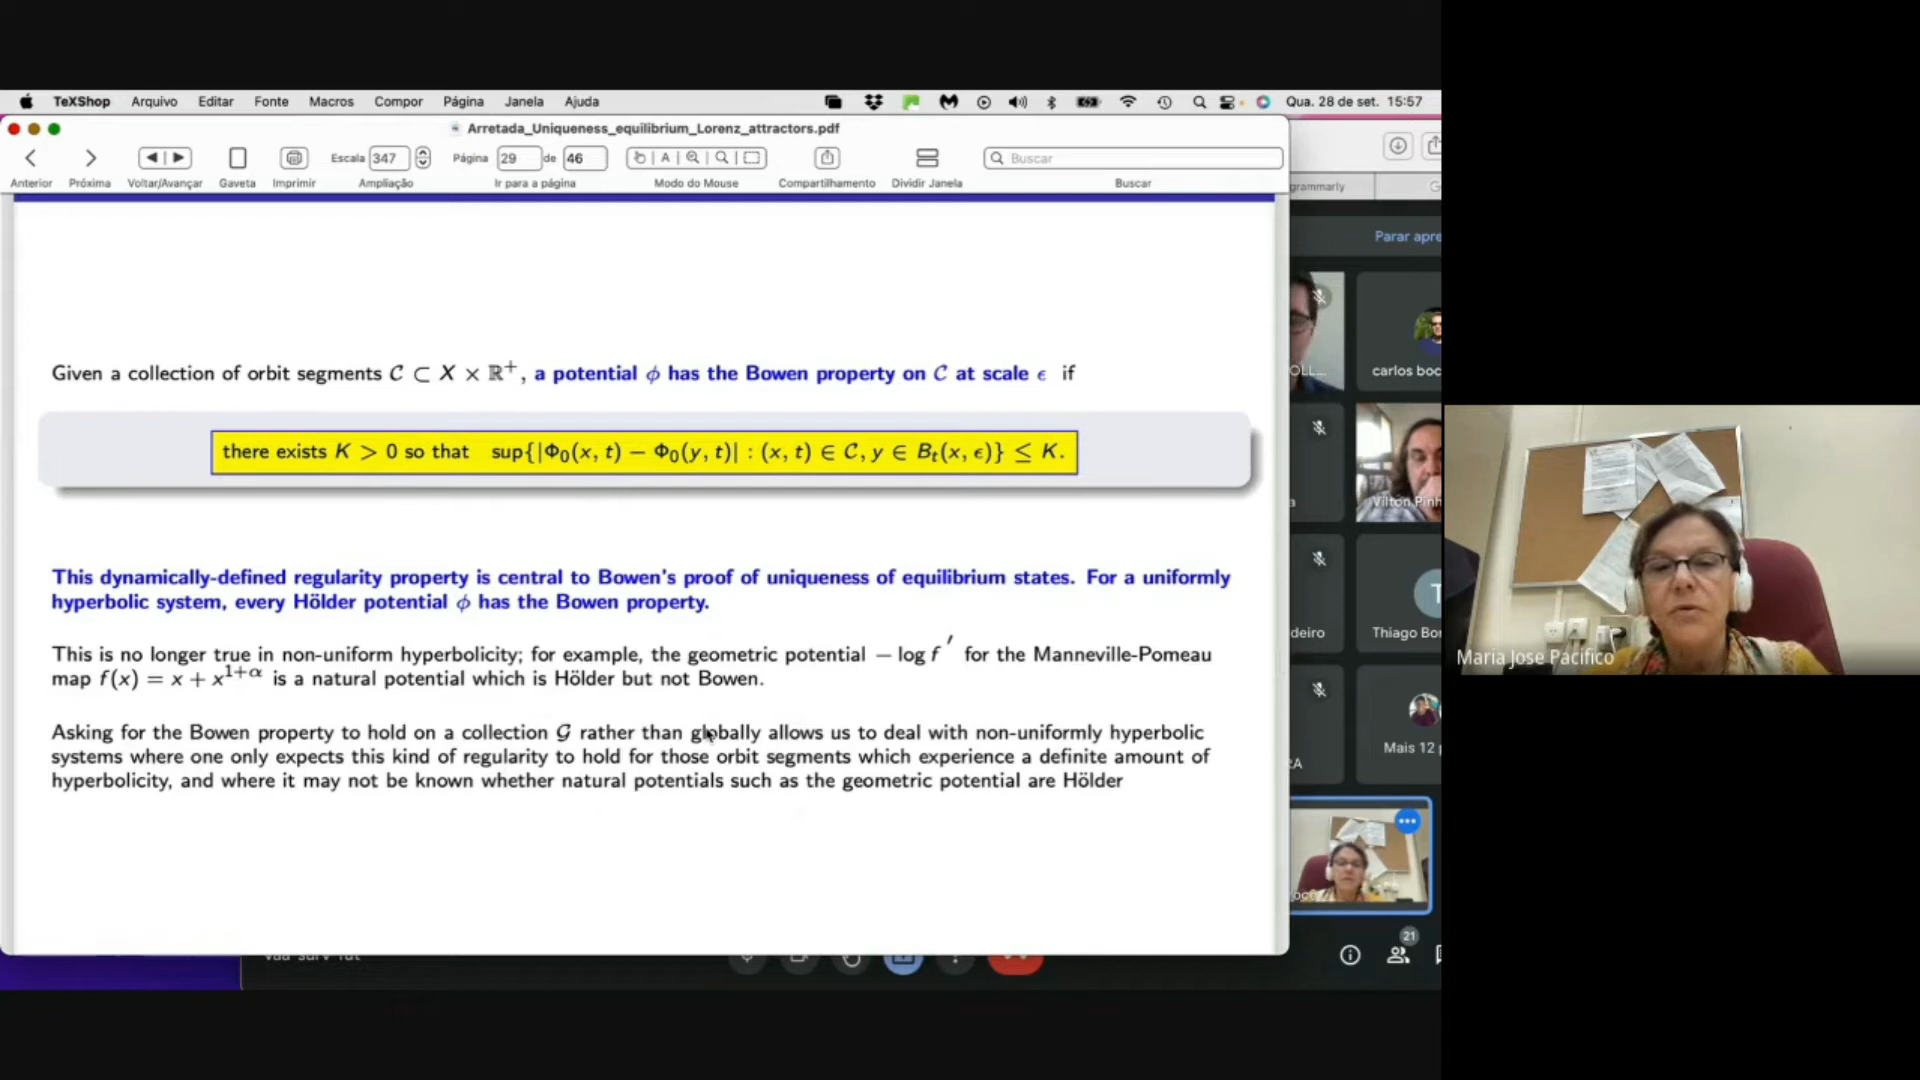 TeXShop Arquivo Editar Fonte Macros Compor Página Janela Ajuda Qua. 28 de set. 15:57
Arretada_Uniqueness_equilibrium_Lorenz_attractors.pdf
Escala 347 Página 29 de 46 A Buscar
Anterior Próxima Voltar/Avançar Gaveta Imprimir Ampliação Ir para a página Modo do Mouse Compartilhamento Dividir Janela Buscar
grammarly
Parar apre
Given a collection of orbit segments 𝒞 ⊂ X × ℝ⁺, a potential ϕ has the Bowen property on 𝒞 at scale ϵ if
there exists K > 0 so that sup{|Φ₀(x, t) − Φ₀(y, t)| : (x, t) ∈ 𝒞, y ∈ Bₜ(x, ϵ)} ≤ K.
This dynamically-defined regularity property is central to Bowen's proof of uniqueness of equilibrium states. For a uniformly
hyperbolic system, every Hölder potential ϕ has the Bowen property.
This is no longer true in non-uniform hyperbolicity; for example, the geometric potential − log f ′ for the Manneville-Pomeau
map f(x) = x + x¹⁺ᵅ is a natural potential which is Hölder but not Bowen.
Asking for the Bowen property to hold on a collection 𝒢 rather than globally allows us to deal with non-uniformly hyperbolic
systems where one only expects this kind of regularity to hold for those orbit segments which experience a definite amount of
hyperbolicity, and where it may not be known whether natural potentials such as the geometric potential are Hölder
OLL...
carlos boc
Vilton Pinh
T
deiro
Thiago Bor
Mais 12 p
RA
21
Maria Jose Pacifico